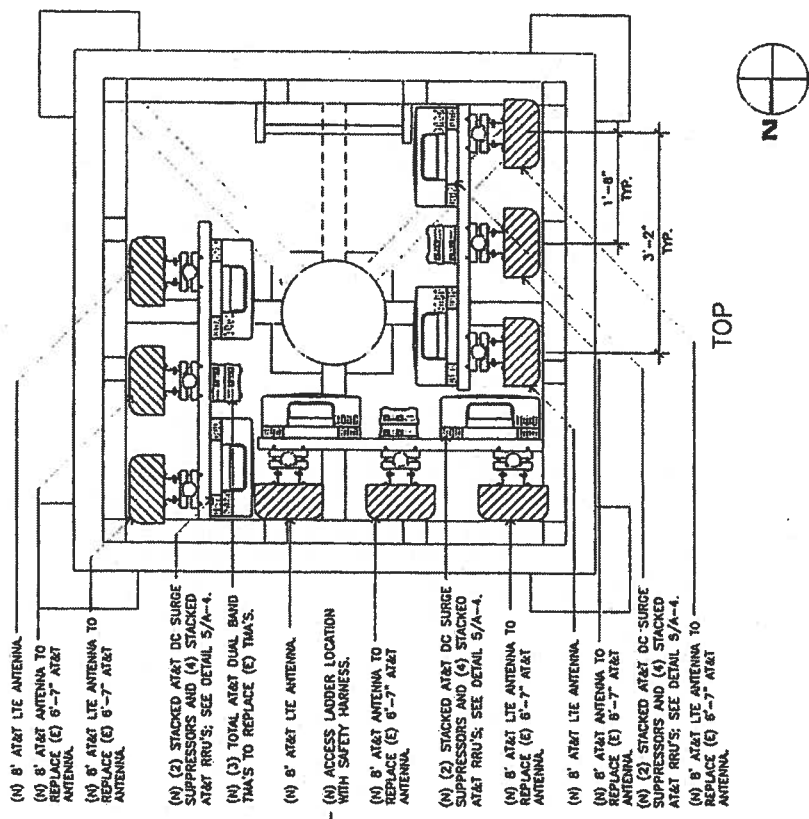 (N) 8' AT&T LTE ANTENNA.
(N) 8' AT&T ANTENNA TO
REPLACE (E) 6'-7" AT&T
ANTENNA.
(N) 8' AT&T LTE ANTENNA TO
REPLACE (E) 6'-7" AT&T
ANTENNA.
(N) (2) STACKED AT&T DC SURGE
SUPPRESSORS AND (4) STACKED
AT&T RRU'S; SEE DETAIL 5/A-4.
(N) (3) TOTAL AT&T DUAL BAND
TMA'S TO REPLACE (E) TMA'S.
(N) 8' AT&T LTE ANTENNA.
(N) ACCESS LADDER LOCATION
WITH SAFETY HARNESS.
(N) 8' AT&T ANTENNA TO
REPLACE (E) 6'-7" AT&T
ANTENNA.
(N) (2) STACKED AT&T DC SURGE
SUPPRESSORS AND (4) STACKED
AT&T RRU'S; SEE DETAIL 5/A-4.
(N) 8' AT&T LTE ANTENNA TO
REPLACE (E) 6'-7" AT&T
ANTENNA.
(N) 8' AT&T LTE ANTENNA.
(N) 8' AT&T ANTENNA TO
REPLACE (E) 6'-7" AT&T
ANTENNA.
(N) (2) STACKED AT&T DC SURGE
SUPPRESSORS AND (4) STACKED
AT&T RRU'S; SEE DETAIL 5/A-4.
(N) 8' AT&T LTE ANTENNA TO
REPLACE (E) 6'-7" AT&T
ANTENNA.
1'-8"
TYP.
3'-2"
TYP.
TOP
N